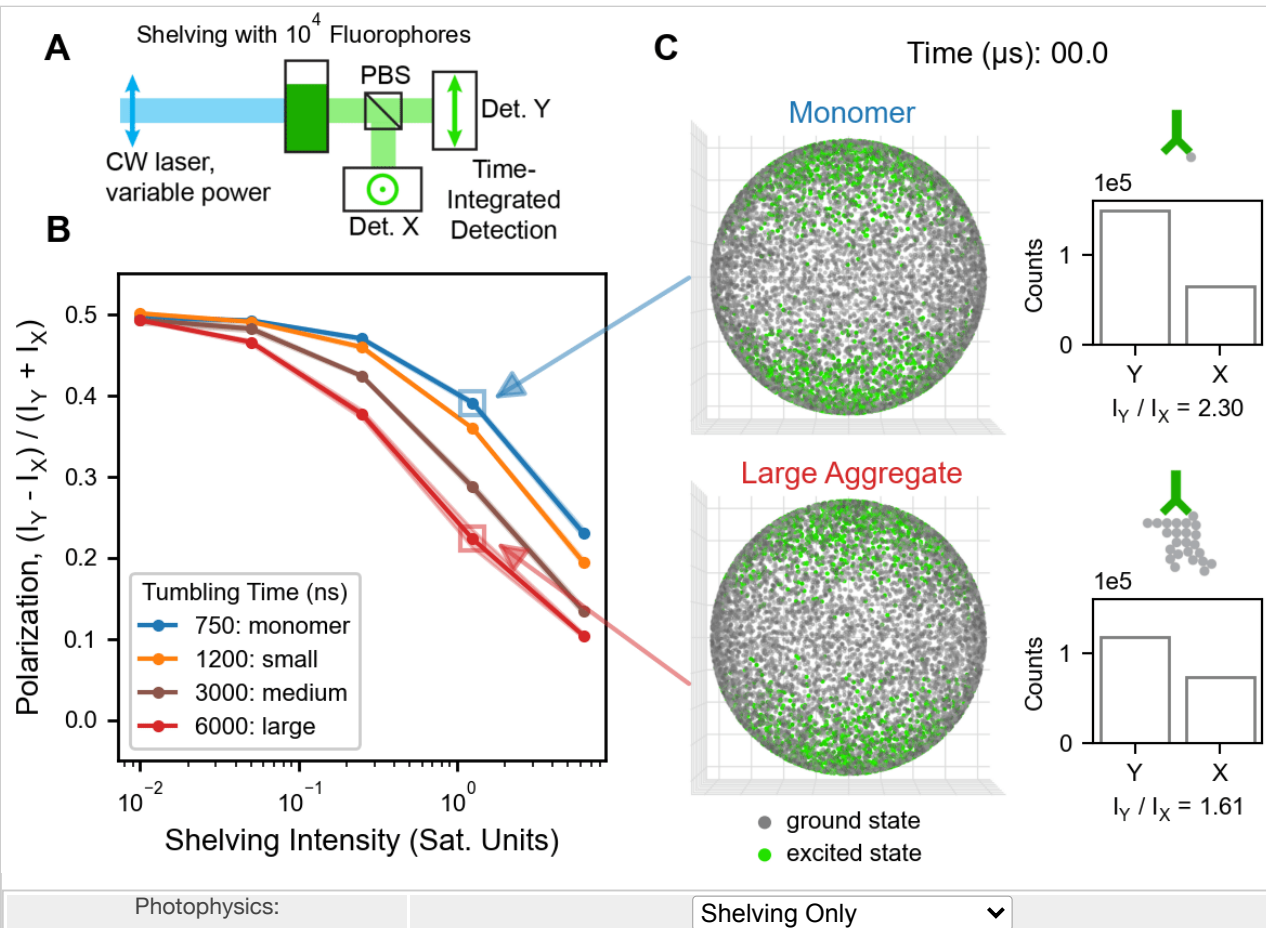 A
Shelving with 10⁴ Fluorophores
PBS
Det. Y
CW laser,
variable power
Time-
Integrated
Detection
Det. X
B
Polarization, (I_Y - I_X) / (I_Y + I_X)
0.5
0.4
0.3
0.2
0.1
0.0
Tumbling Time (ns)
750: monomer
1200: small
3000: medium
6000: large
10⁻² 10⁻¹ 10⁰
Shelving Intensity (Sat. Units)
C
Time (µs): 00.0
Monomer
1e5
Counts
1
0
Y X
I_Y / I_X = 2.30
Large Aggregate
1e5
Counts
1
0
Y X
I_Y / I_X = 1.61
ground state
excited state
Photophysics:
Shelving Only